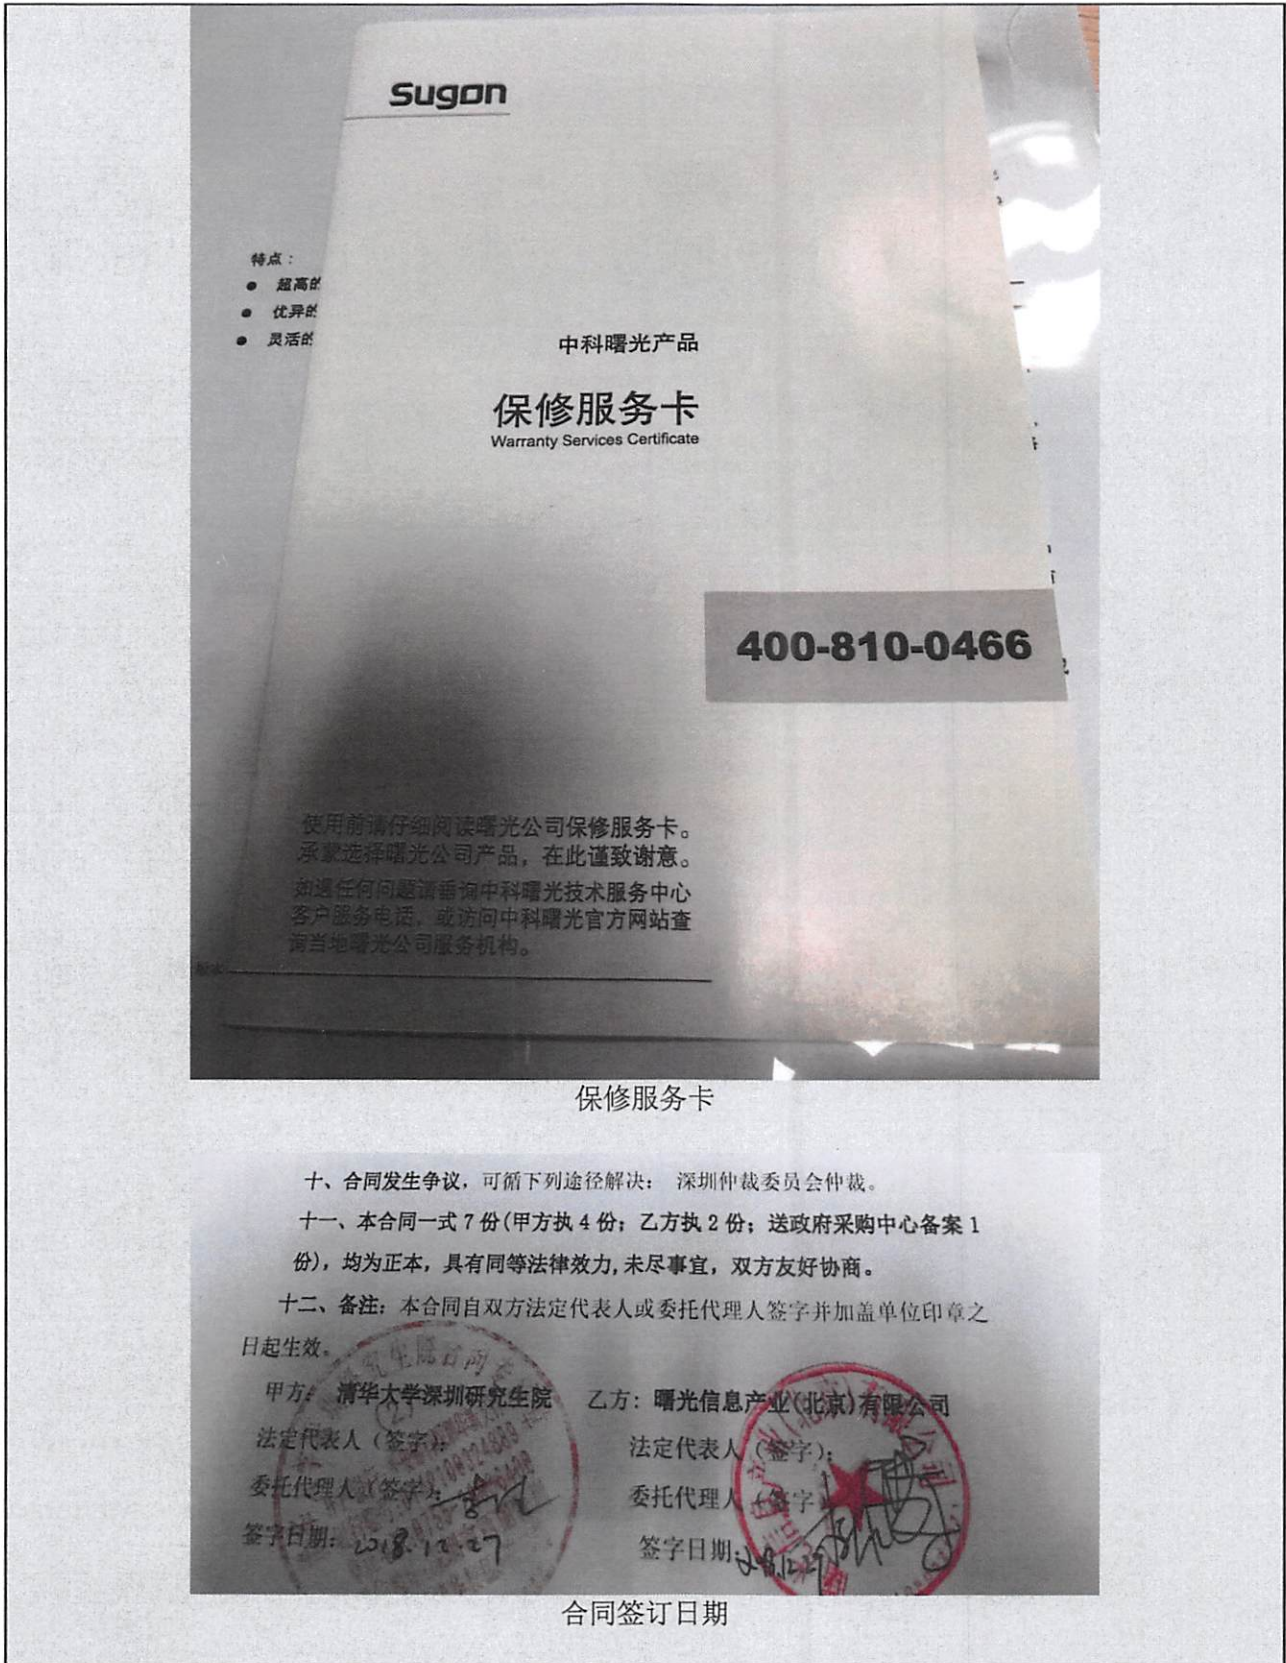 Sugon
特点：
● 超高的
● 优异的
● 灵活的
中科曙光产品
保修服务卡
Warranty Services Certificate
400-810-0466
使用前请仔细阅读曙光公司保修服务卡。
承蒙选择曙光公司产品，在此谨致谢意。
如遇任何问题请垂询中科曙光技术服务中心
客户服务电话，或访问中科曙光官方网站查
询当地曙光公司服务机构。
保修服务卡
十、合同发生争议，可循下列途径解决： 深圳仲裁委员会仲裁。
十一、本合同一式 7 份(甲方执 4 份；乙方执 2 份；送政府采购中心备案 1
份)，均为正本，具有同等法律效力,未尽事宜，双方友好协商。
十二、备注：本合同自双方法定代表人或委托代理人签字并加盖单位印章之
日起生效。
甲方：清华大学深圳研究生院 乙方：曙光信息产业(北京)有限公司
法定代表人（签字）： 法定代表人（签字）：
委托代理人（签字）： 委托代理人（签字
签字日期：2018.12.27 签字日期：2018.12.27
合同签订日期